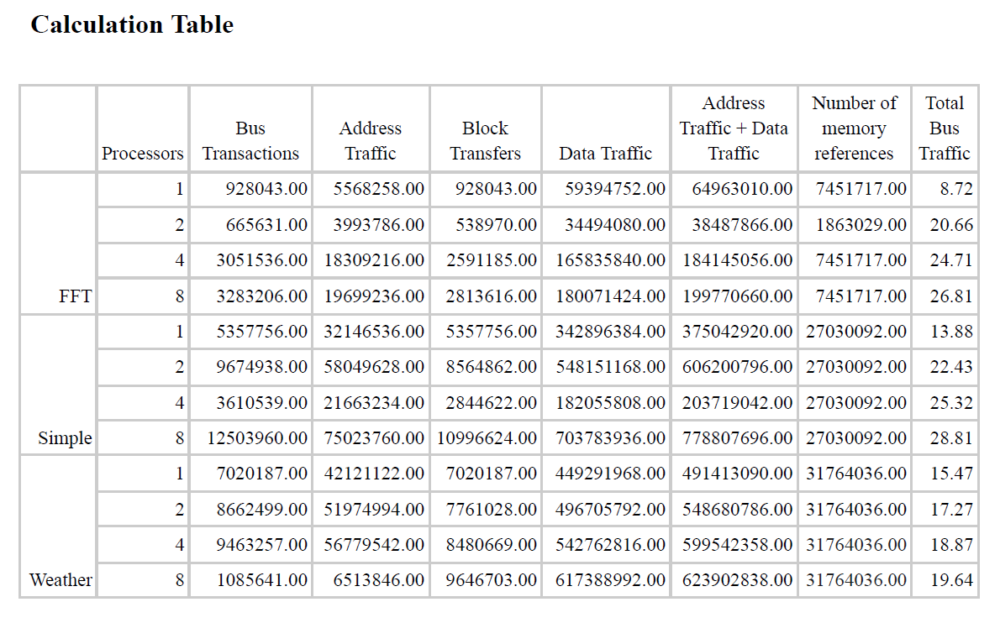 Calculation Table
Processors Bus Transactions Address Traffic Block Transfers Data Traffic Address Traffic + Data Traffic Number of memory references Total Bus Traffic
1 928043.00 5568258.00 928043.00 59394752.00 64963010.00 7451717.00 8.72
2 665631.00 3993786.00 538970.00 34494080.00 38487866.00 1863029.00 20.66
4 3051536.00 18309216.00 2591185.00 165835840.00 184145056.00 7451717.00 24.71
FFT 8 3283206.00 19699236.00 2813616.00 180071424.00 199770660.00 7451717.00 26.81
1 5357756.00 32146536.00 5357756.00 342896384.00 375042920.00 27030092.00 13.88
2 9674938.00 58049628.00 8564862.00 548151168.00 606200796.00 27030092.00 22.43
4 3610539.00 21663234.00 2844622.00 182055808.00 203719042.00 27030092.00 25.32
Simple 8 12503960.00 75023760.00 10996624.00 703783936.00 778807696.00 27030092.00 28.81
1 7020187.00 42121122.00 7020187.00 449291968.00 491413090.00 31764036.00 15.47
2 8662499.00 51974994.00 7761028.00 496705792.00 548680786.00 31764036.00 17.27
4 9463257.00 56779542.00 8480669.00 542762816.00 599542358.00 31764036.00 18.87
Weather 8 1085641.00 6513846.00 9646703.00 617388992.00 623902838.00 31764036.00 19.64